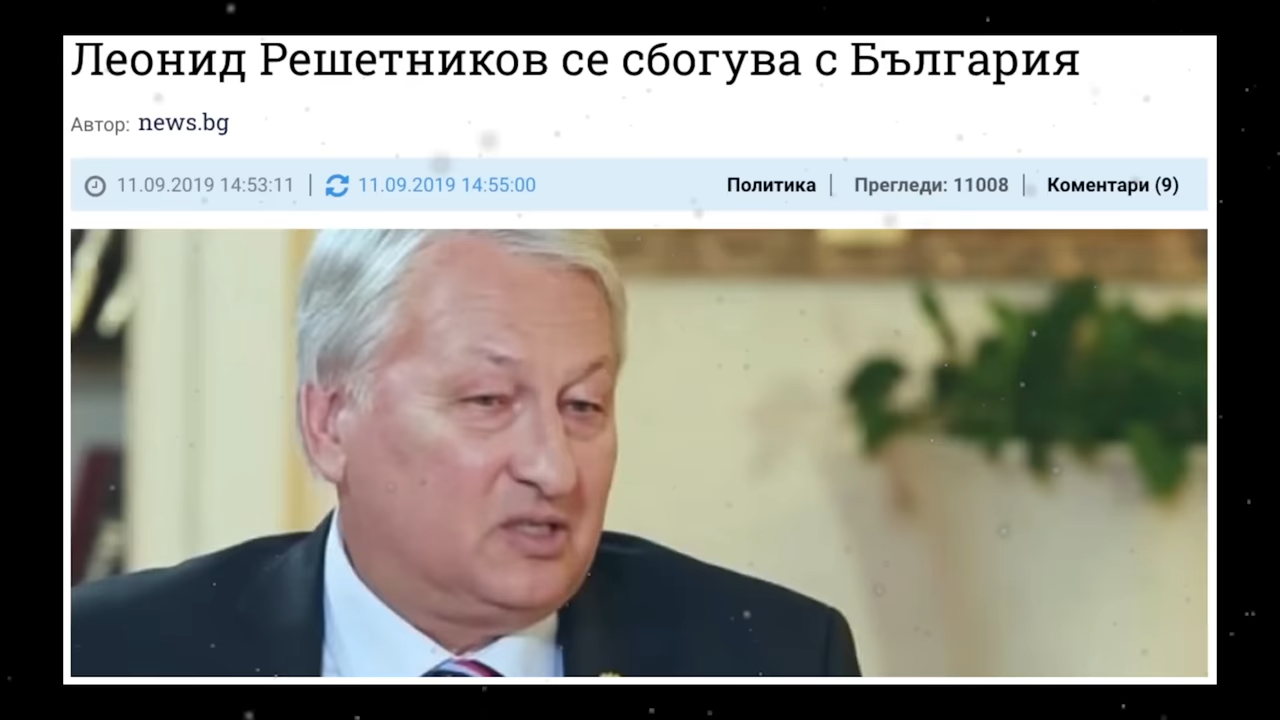 Леонид Решетников се сбогува с България
Автор: news.bg
11.09.2019 14:53:11 | 11.09.2019 14:55:00 Политика | Прегледи: 11008 | Коментари (9)